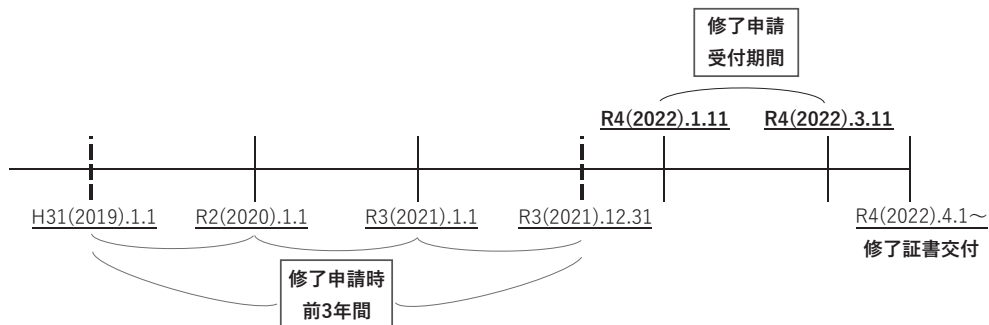 修了申請
受付期間
R4(2022).1.11
R4(2022).3.11
H31(2019).1.1
R2(2020).1.1
R3(2021).1.1
R3(2021).12.31
R4(2022).4.1～
修了証書交付
修了申請時
前3年間